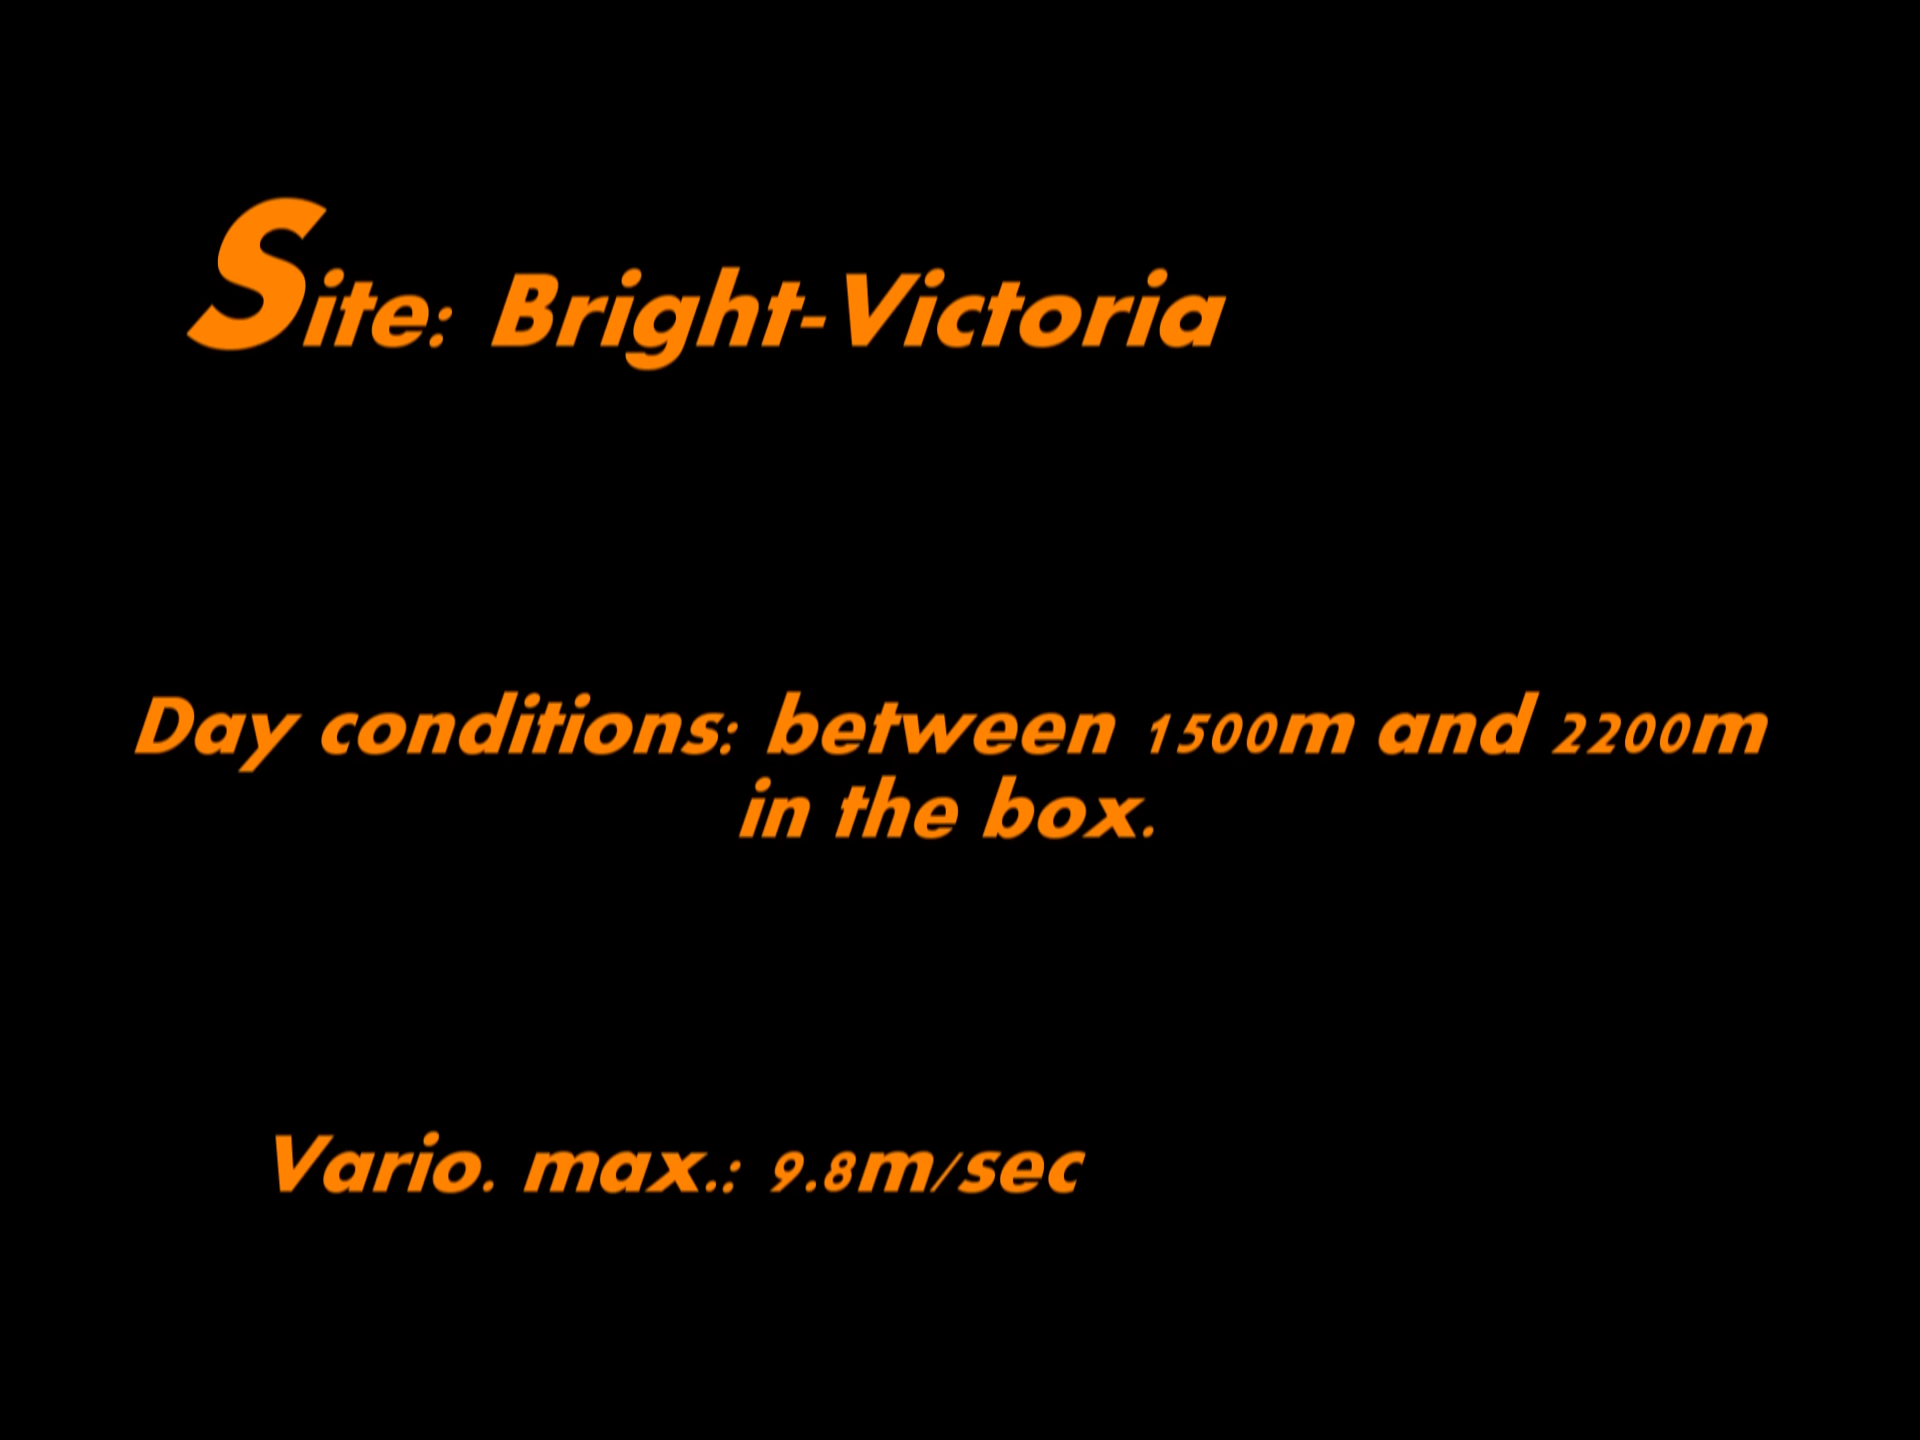 Site: Bright-Victoria
Day conditions: between 1500m and 2200m
in the box.
Vario. max.: 9.8m/sec